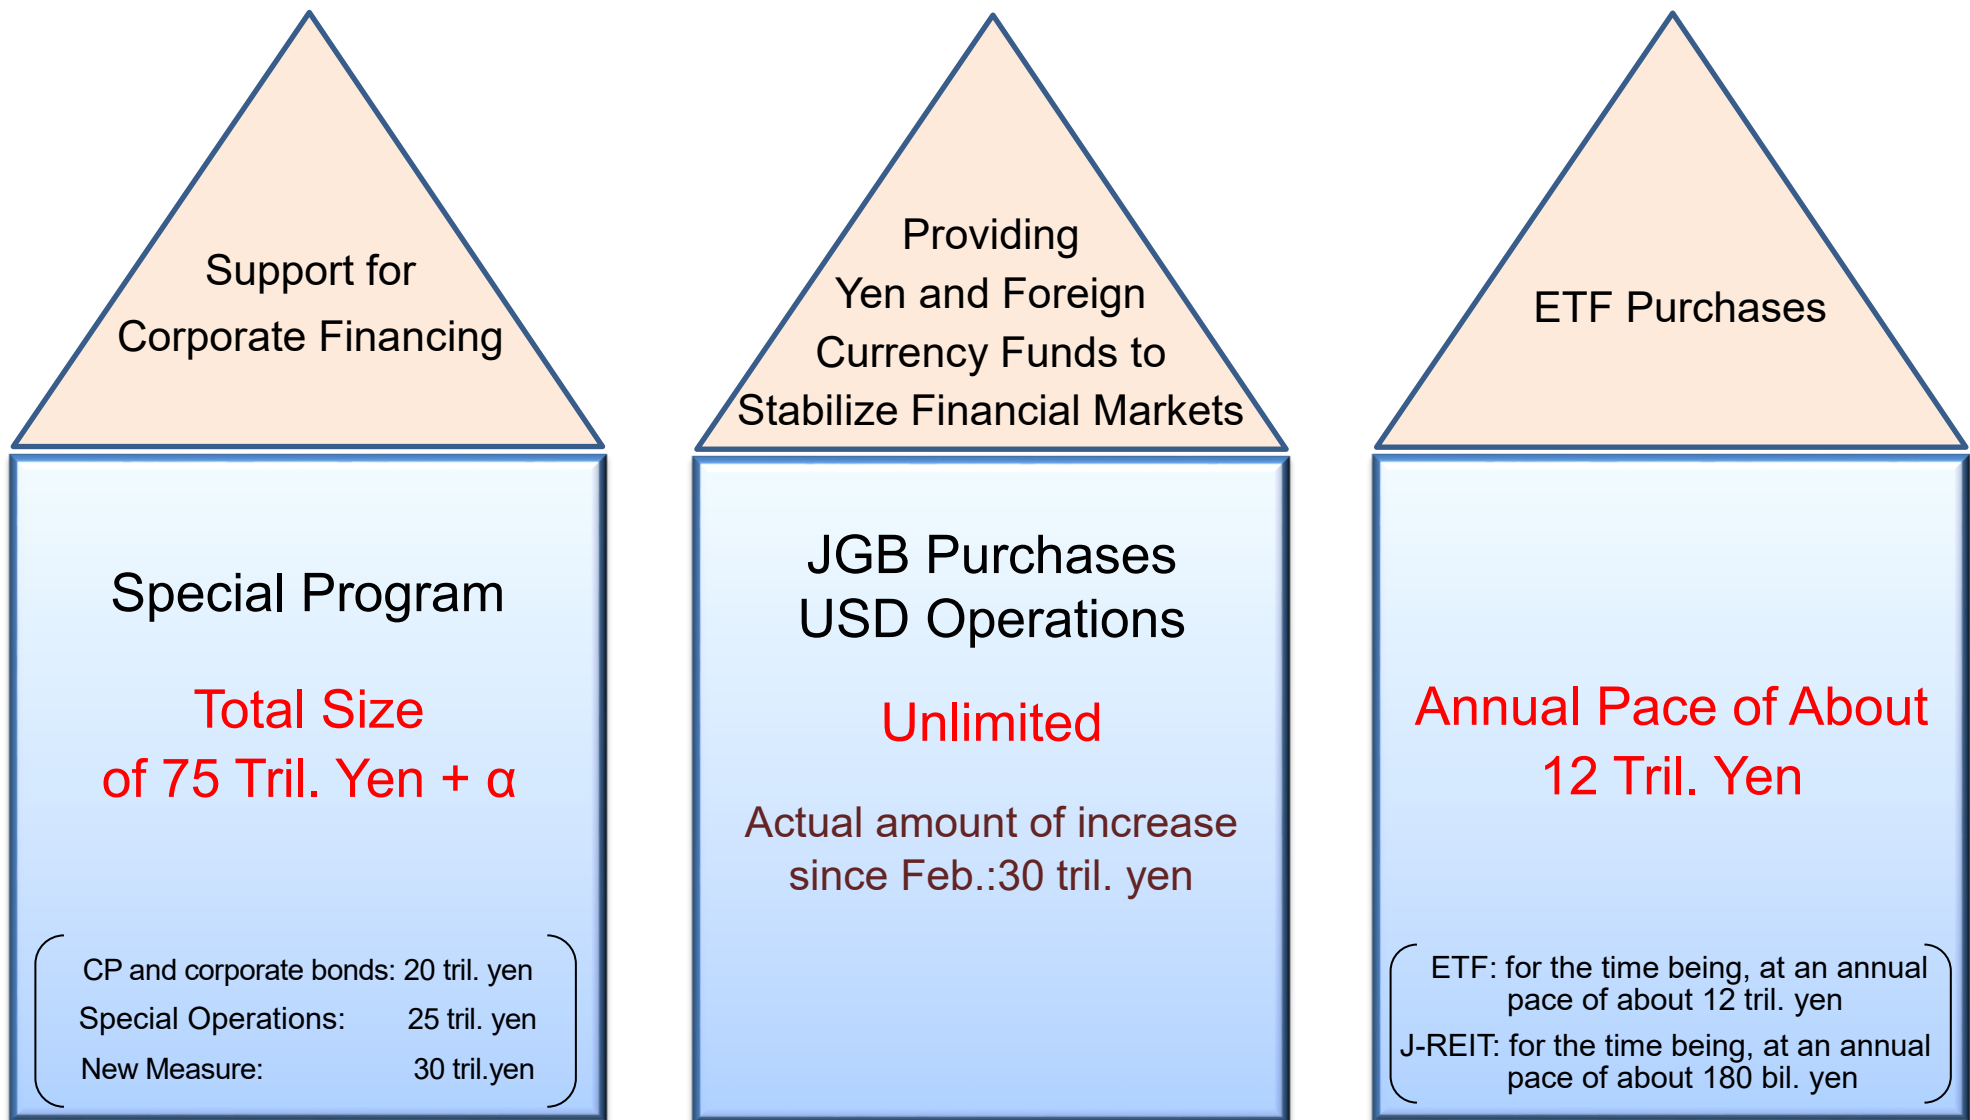 Support for
Corporate Financing
Special Program
Total Size
of 75 Tril. Yen + α
CP and corporate bonds: 20 tril. yen
Special Operations: 25 tril. yen
New Measure: 30 tril.yen
Providing
Yen and Foreign
Currency Funds to
Stabilize Financial Markets
JGB Purchases
USD Operations
Unlimited
Actual amount of increase
since Feb.:30 tril. yen
ETF Purchases
Annual Pace of About
12 Tril. Yen
ETF: for the time being, at an annual
pace of about 12 tril. yen
J-REIT: for the time being, at an annual
pace of about 180 bil. yen